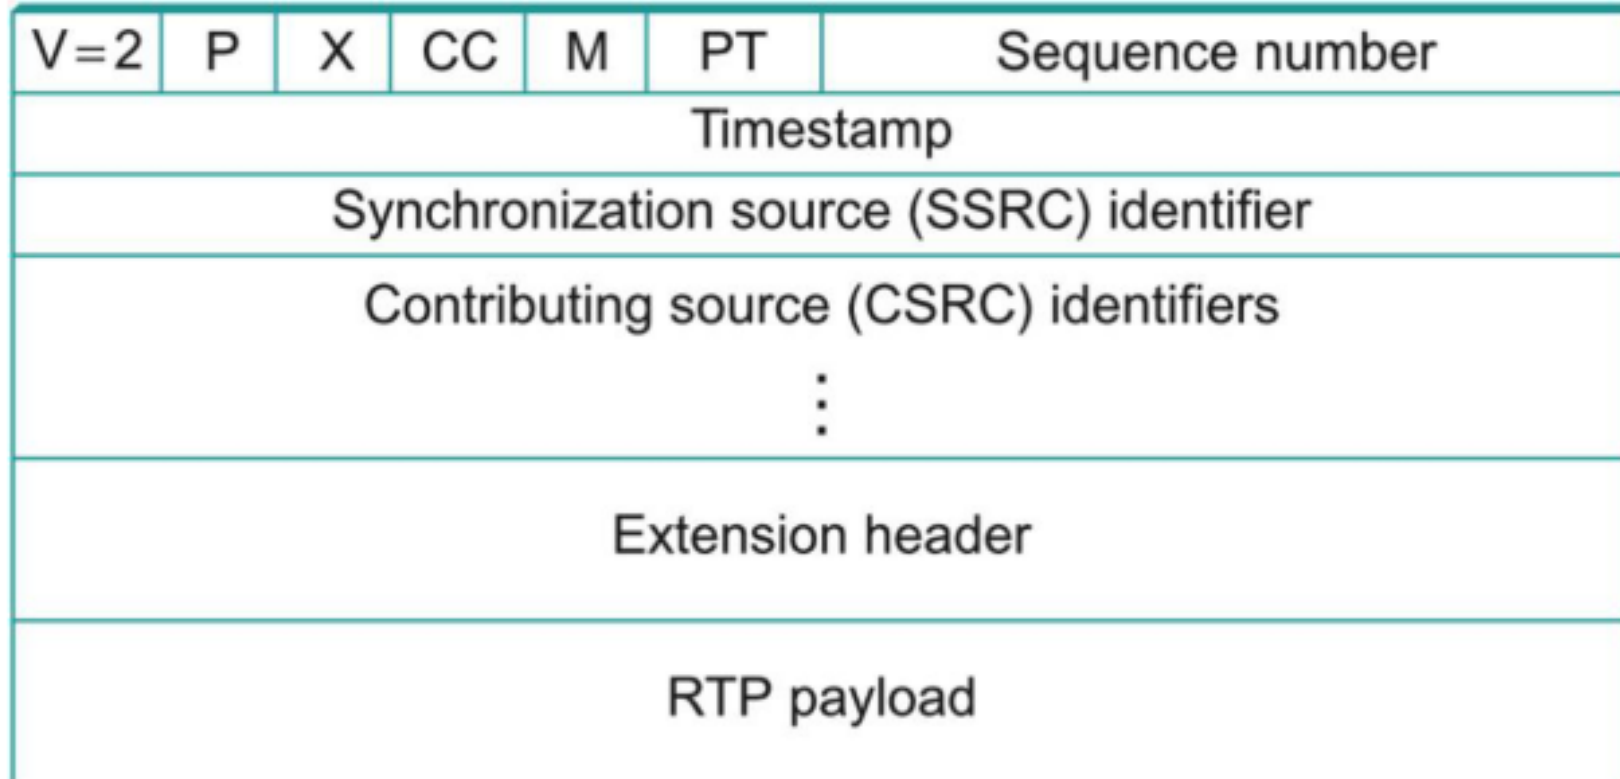 V=2 P X CC M PT Sequence number
Timestamp
Synchronization source (SSRC) identifier
Contributing source (CSRC) identifiers
⋮
Extension header
RTP payload